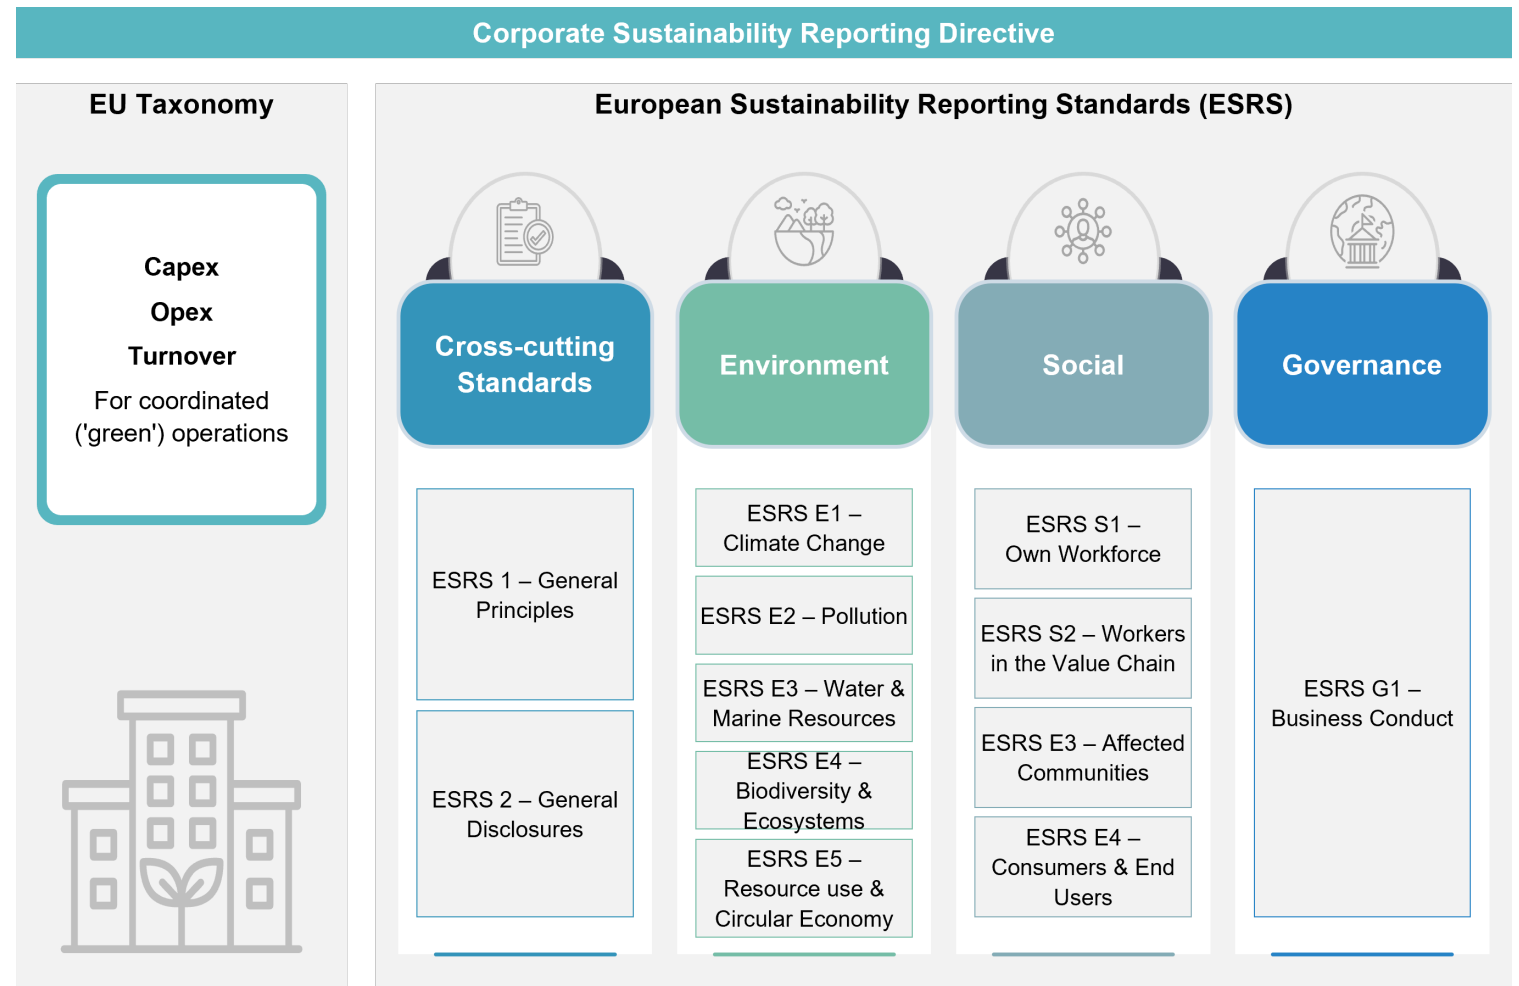 Corporate Sustainability Reporting Directive
EU Taxonomy
Capex
Opex
Turnover
For coordinated
('green') operations
European Sustainability Reporting Standards (ESRS)
Cross-cutting
Standards
ESRS 1 – General
Principles
ESRS 2 – General
Disclosures
Environment
ESRS E1 –
Climate Change
ESRS E2 – Pollution
ESRS E3 – Water &
Marine Resources
ESRS E4 –
Biodiversity &
Ecosystems
ESRS E5 –
Resource use &
Circular Economy
Social
ESRS S1 –
Own Workforce
ESRS S2 – Workers
in the Value Chain
ESRS E3 – Affected
Communities
ESRS E4 –
Consumers & End
Users
Governance
ESRS G1 –
Business Conduct